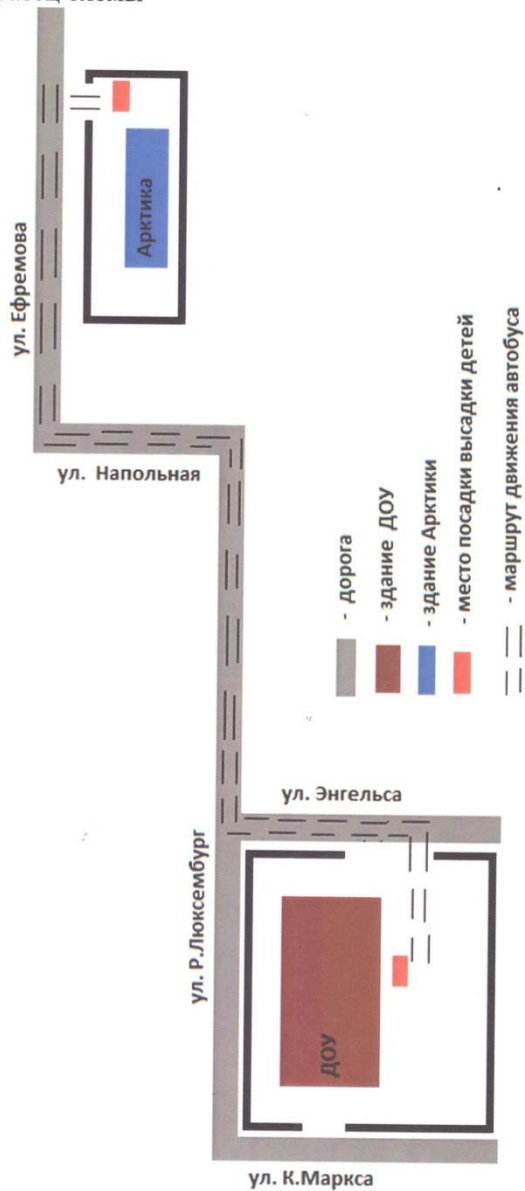 ул. Ефремова
Арктика
ул. Напольная
ул. Р.Люксембург
ул. Энгельса
ДОУ
ул. К.Маркса
- дорога
- здание ДОУ
- здание Арктики
- место посадки высадки детей
- маршрут движения автобуса